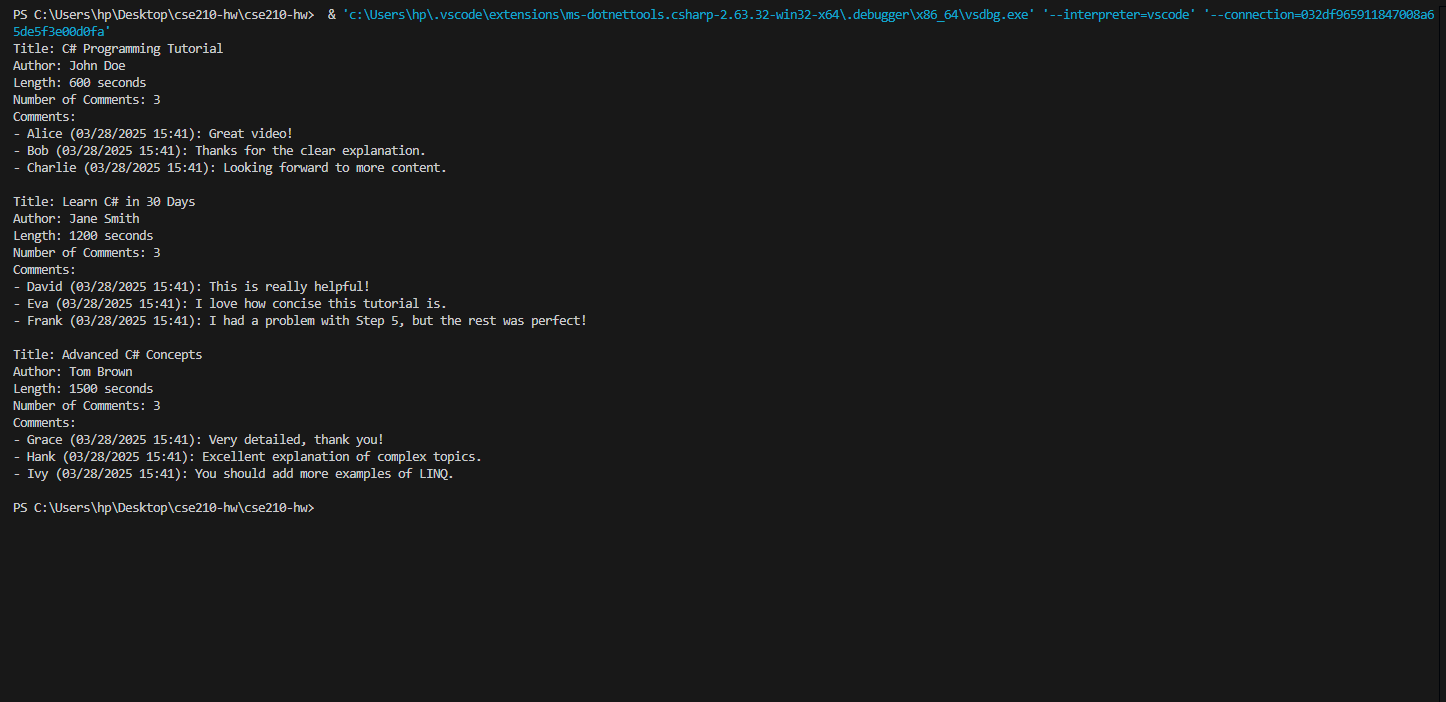 PS C:\Users\hp\Desktop\cse210-hw\cse210-hw>  & 'c:\Users\hp\.vscode\extensions\ms-dotnettools.csharp-2.63.32-win32-x64\.debugger\x86_64\vsdbg.exe' '--interpreter=vscode' '--connection=032df965911847008a6
5de5f3e00d0fa'
Title: C# Programming Tutorial
Author: John Doe
Length: 600 seconds
Number of Comments: 3
Comments:
- Alice (03/28/2025 15:41): Great video!
- Bob (03/28/2025 15:41): Thanks for the clear explanation.
- Charlie (03/28/2025 15:41): Looking forward to more content.

Title: Learn C# in 30 Days
Author: Jane Smith
Length: 1200 seconds
Number of Comments: 3
Comments:
- David (03/28/2025 15:41): This is really helpful!
- Eva (03/28/2025 15:41): I love how concise this tutorial is.
- Frank (03/28/2025 15:41): I had a problem with Step 5, but the rest was perfect!

Title: Advanced C# Concepts
Author: Tom Brown
Length: 1500 seconds
Number of Comments: 3
Comments:
- Grace (03/28/2025 15:41): Very detailed, thank you!
- Hank (03/28/2025 15:41): Excellent explanation of complex topics.
- Ivy (03/28/2025 15:41): You should add more examples of LINQ.

PS C:\Users\hp\Desktop\cse210-hw\cse210-hw>